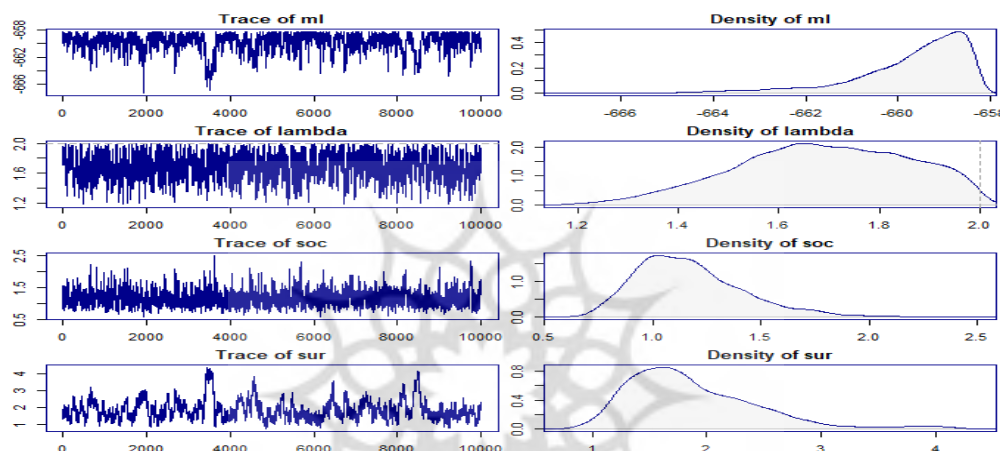 Trace of ml
Density of ml
-658
-662
-666
0 2000 4000 6000 8000 10000
0.4
0.2
0.0
-666 -664 -662 -660 -658
Trace of lambda
Density of lambda
2.0
1.6
1.2
0 2000 4000 6000 8000 10000
2.0
1.0
0.0
1.2 1.4 1.6 1.8 2.0
Trace of soc
Density of soc
2.5
1.5
0.5
0 2000 4000 6000 8000 10000
1.0
0.0
0.5 1.0 1.5 2.0 2.5
Trace of sur
Density of sur
4
3
2
1
0 2000 4000 6000 8000 10000
0.8
0.4
0.0
1 2 3 4